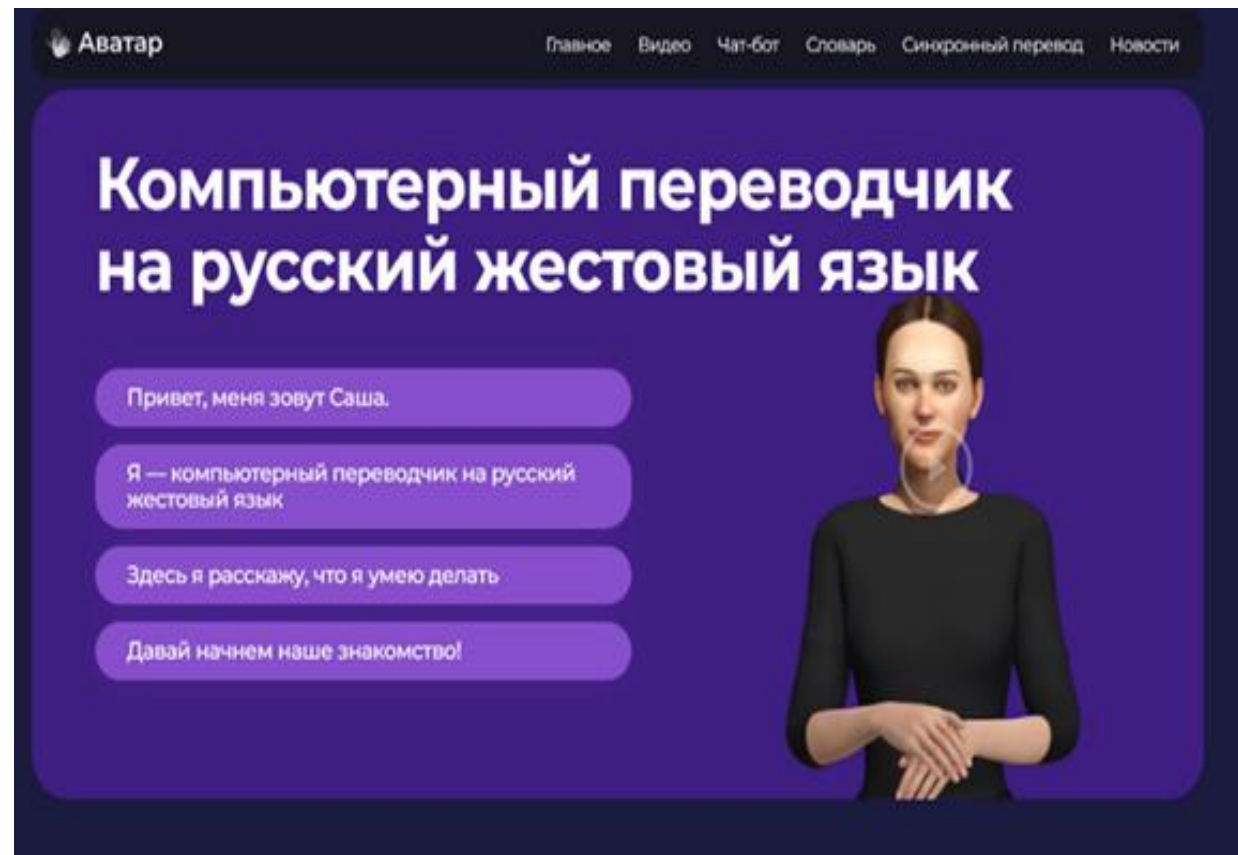 Аватар
Главное Видео Чат-бот Словарь Синхронный перевод Новости
Компьютерный переводчик
на русский жестовый язык
Привет, меня зовут Саша.
Я — компьютерный переводчик на русский
жестовый язык
Здесь я расскажу, что я умею делать
Давай начнем наше знакомство!